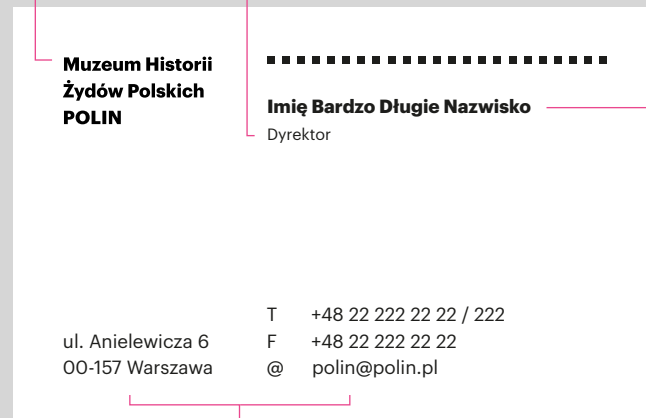 Muzeum Historii
Żydów Polskich
POLIN
Imię Bardzo Długie Nazwisko
Dyrektor
ul. Anielewicza 6
00-157 Warszawa
T +48 22 222 22 22 / 222
F +48 22 222 22 22
@ polin@polin.pl